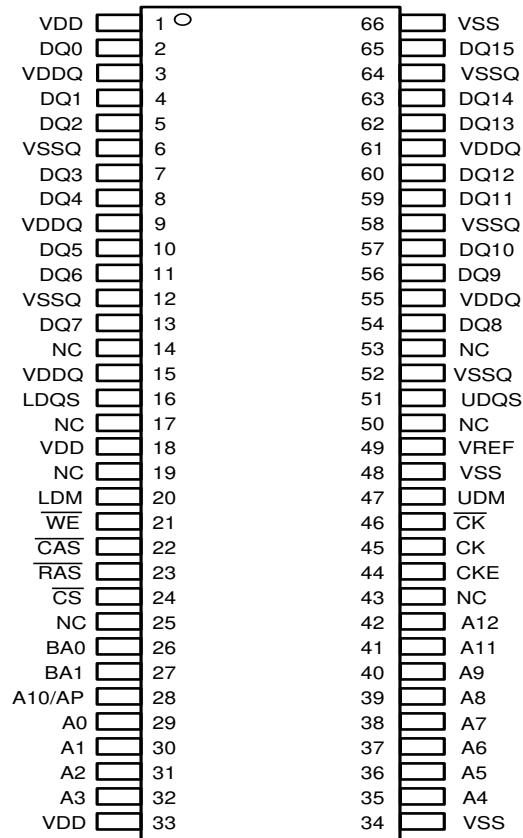 VDD 1 66 VSS
DQ0 2 65 DQ15
VDDQ 3 64 VSSQ
DQ1 4 63 DQ14
DQ2 5 62 DQ13
VSSQ 6 61 VDDQ
DQ3 7 60 DQ12
DQ4 8 59 DQ11
VDDQ 9 58 VSSQ
DQ5 10 57 DQ10
DQ6 11 56 DQ9
VSSQ 12 55 VDDQ
DQ7 13 54 DQ8
NC 14 53 NC
VDDQ 15 52 VSSQ
LDQS 16 51 UDQS
NC 17 50 NC
VDD 18 49 VREF
NC 19 48 VSS
LDM 20 47 UDM
W̅E̅ 21 46 C̅K̅
C̅A̅S̅ 22 45 CK
R̅A̅S̅ 23 44 CKE
C̅S̅ 24 43 NC
NC 25 42 A12
BA0 26 41 A11
BA1 27 40 A9
A10/AP 28 39 A8
A0 29 38 A7
A1 30 37 A6
A2 31 36 A5
A3 32 35 A4
VDD 33 34 VSS